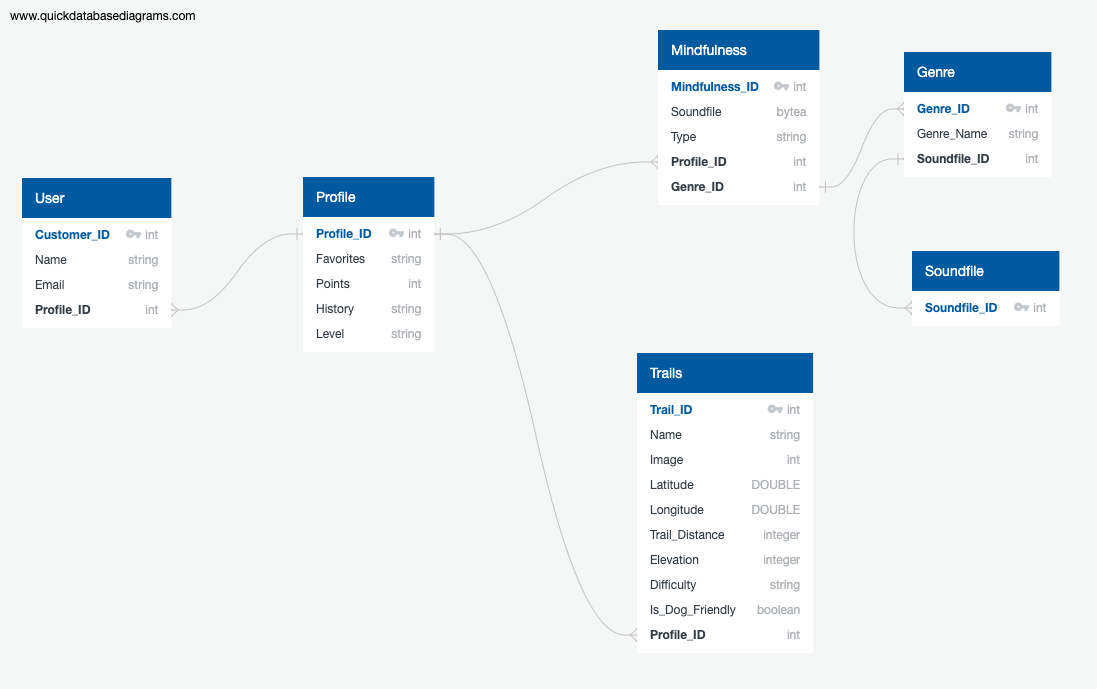 www.quickdatabasediagrams.com
User
Customer_ID int
Name string
Email string
Profile_ID int
Profile
Profile_ID int
Favorites string
Points int
History string
Level string
Mindfulness
Mindfulness_ID int
Soundfile bytea
Type string
Profile_ID int
Genre_ID int
Genre
Genre_ID int
Genre_Name string
Soundfile_ID int
Soundfile
Soundfile_ID int
Trails
Trail_ID int
Name string
Image int
Latitude DOUBLE
Longitude DOUBLE
Trail_Distance integer
Elevation integer
Difficulty string
Is_Dog_Friendly boolean
Profile_ID int